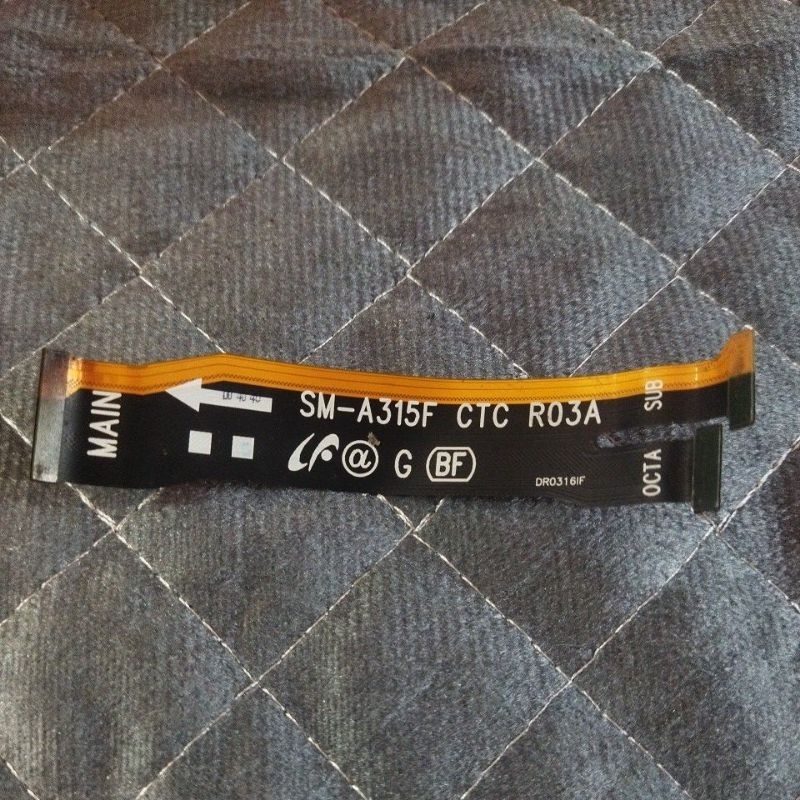 MAIN
SM-A315F CTC R03A
α G BF
DR0316IF
SUB
OCTA